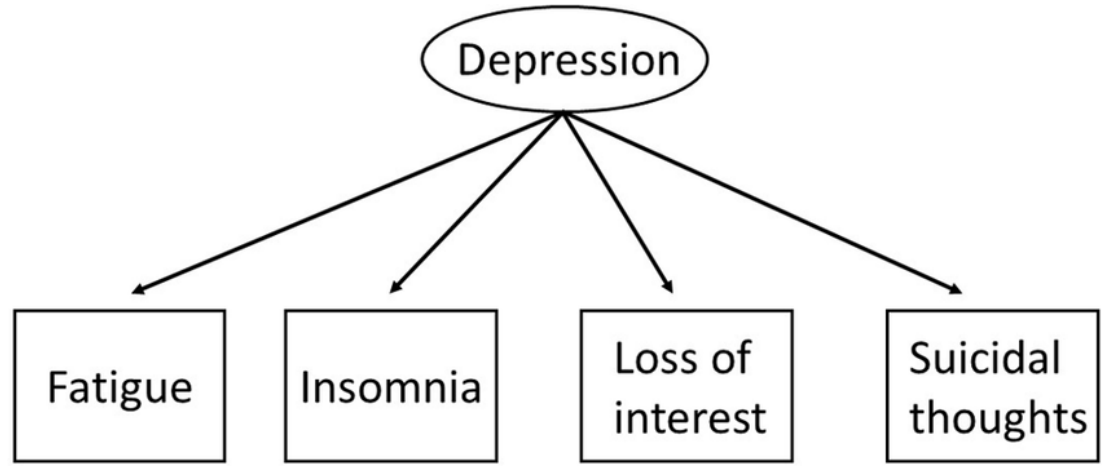 Depression
Fatigue
Insomnia
Loss of
interest
Suicidal
thoughts